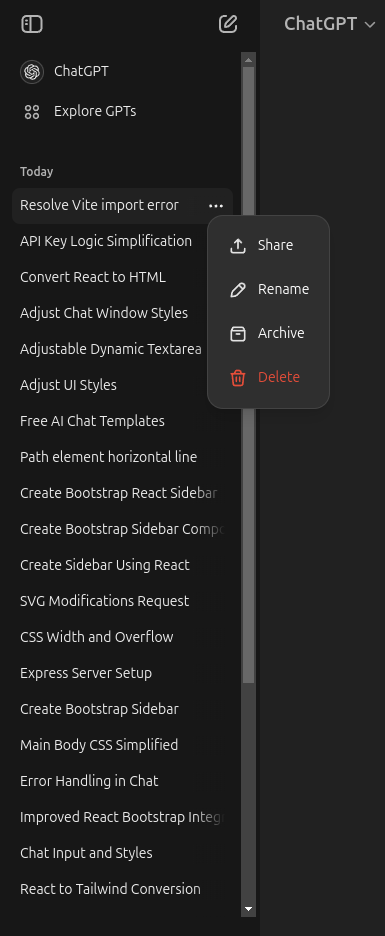 ChatGPT
ChatGPT
Explore GPTs
Today
Resolve Vite import error
API Key Logic Simplification
Convert React to HTML
Adjust Chat Window Styles
Adjustable Dynamic Textarea
Adjust UI Styles
Free AI Chat Templates
Path element horizontal line
Create Bootstrap React Sidebar
Create Bootstrap Sidebar Compo
Create Sidebar Using React
SVG Modifications Request
CSS Width and Overflow
Express Server Setup
Create Bootstrap Sidebar
Main Body CSS Simplified
Error Handling in Chat
Improved React Bootstrap Integ
Chat Input and Styles
React to Tailwind Conversion
Share
Rename
Archive
Delete